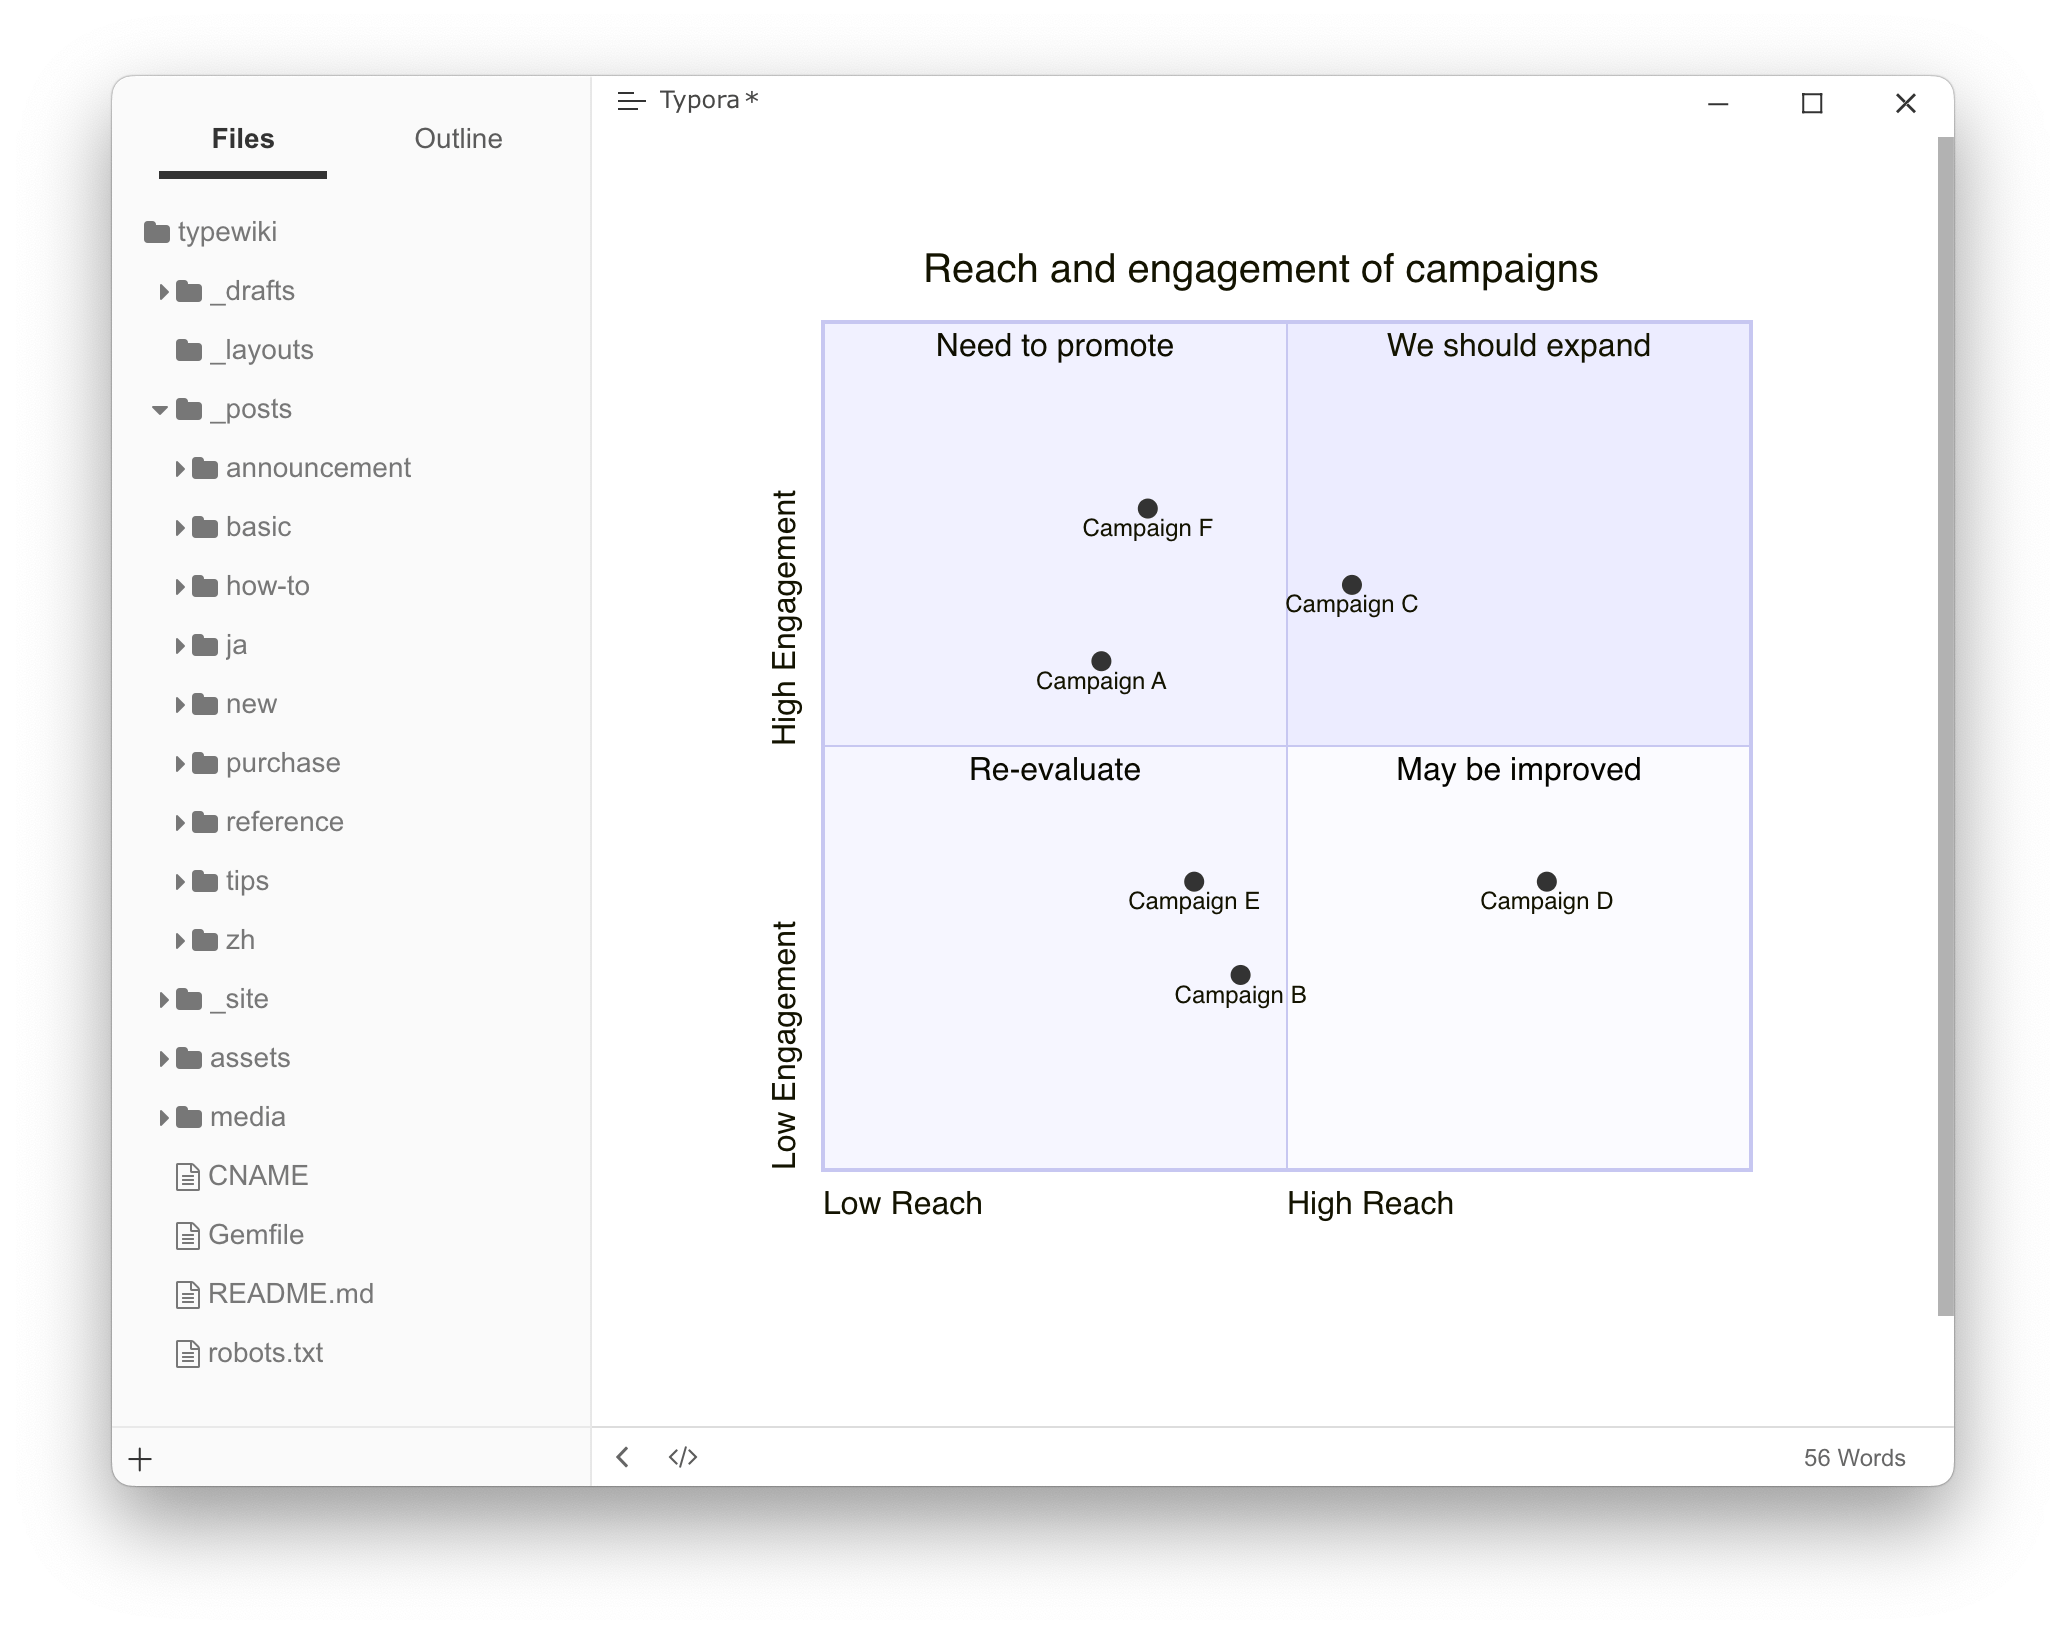 Files
Outline
typewiki
_drafts
_layouts
_posts
announcement
basic
how-to
ja
new
purchase
reference
tips
zh
_site
assets
media
CNAME
Gemfile
README.md
robots.txt
Typora*
Reach and engagement of campaigns
Need to promote
We should expand
High Engagement
Campaign F
Campaign C
Campaign A
Re-evaluate
May be improved
Low Engagement
Campaign E
Campaign D
Campaign B
Low Reach
High Reach
56 Words